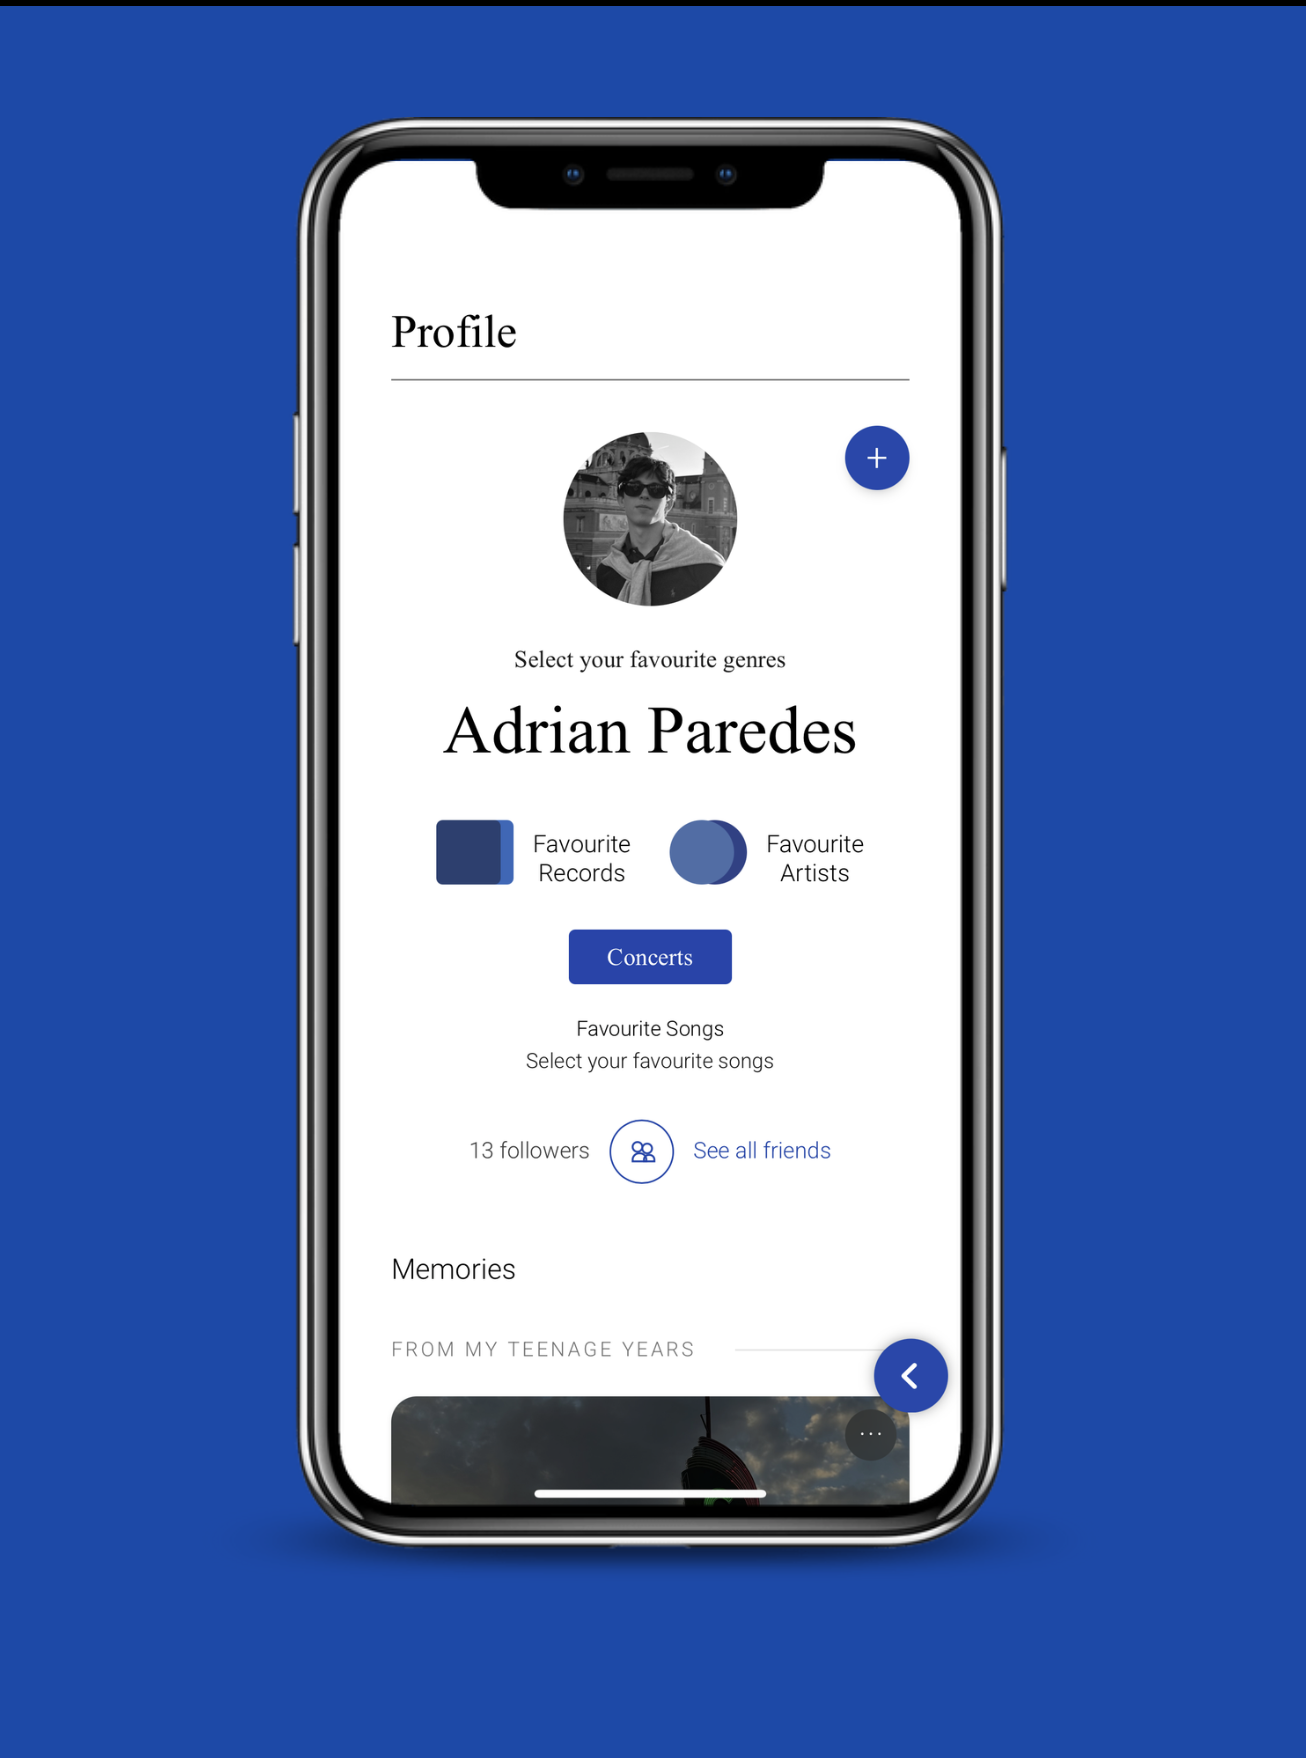 Profile
Select your favourite genres
Adrian Paredes
Favourite
Records
Favourite
Artists
Concerts
Favourite Songs
Select your favourite songs
13 followers
See all friends
Memories
FROM MY TEENAGE YEARS